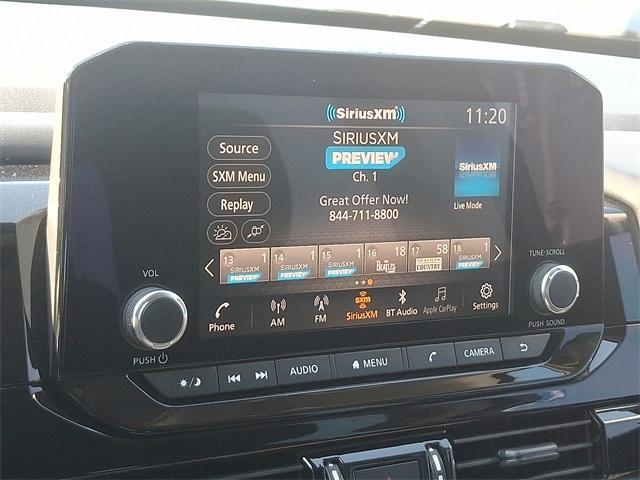 SiriusXM
11:20
Source
SXM Menu
Replay
SIRIUSXM
PREVIEW
Ch. 1
Great Offer Now!
844-711-8800
SiriusXM
Live Mode
13 1
SIRIUSXM
PREVIEW
14 1
SIRIUSXM
PREVIEW
15 1
SIRIUSXM
PREVIEW
16 18
BEATLES
17 58
COUNTRY
18 1
SIRIUSXM
PREVIEW
Phone
AM
FM
SXM
SiriusXM
BT Audio
Apple CarPlay
Settings
VOL
PUSH
TUNE·SCROLL
PUSH SOUND
AUDIO
MENU
CAMERA